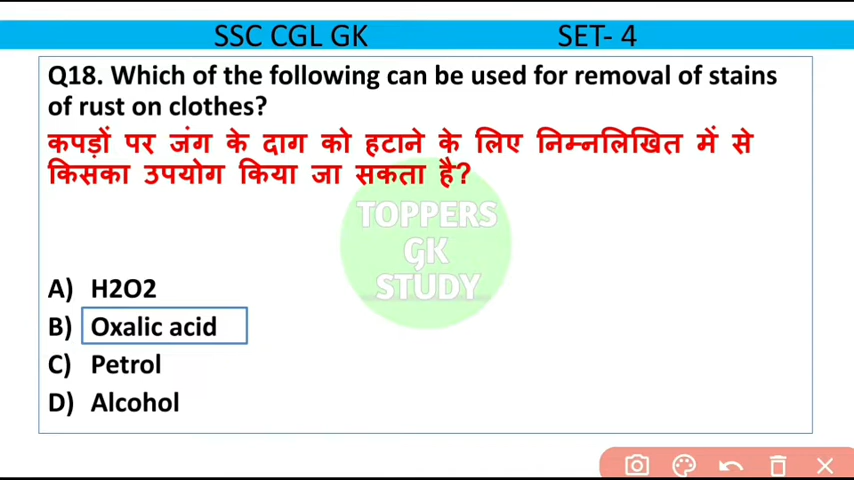 SSC CGL GK SET- 4
Q18. Which of the following can be used for removal of stains
of rust on clothes?
कपड़ों पर जंग के दाग को हटाने के लिए निम्नलिखित में से
किसका उपयोग किया जा सकता है?
TOPPERS
GK
STUDY
A) H2O2
B) Oxalic acid
C) Petrol
D) Alcohol